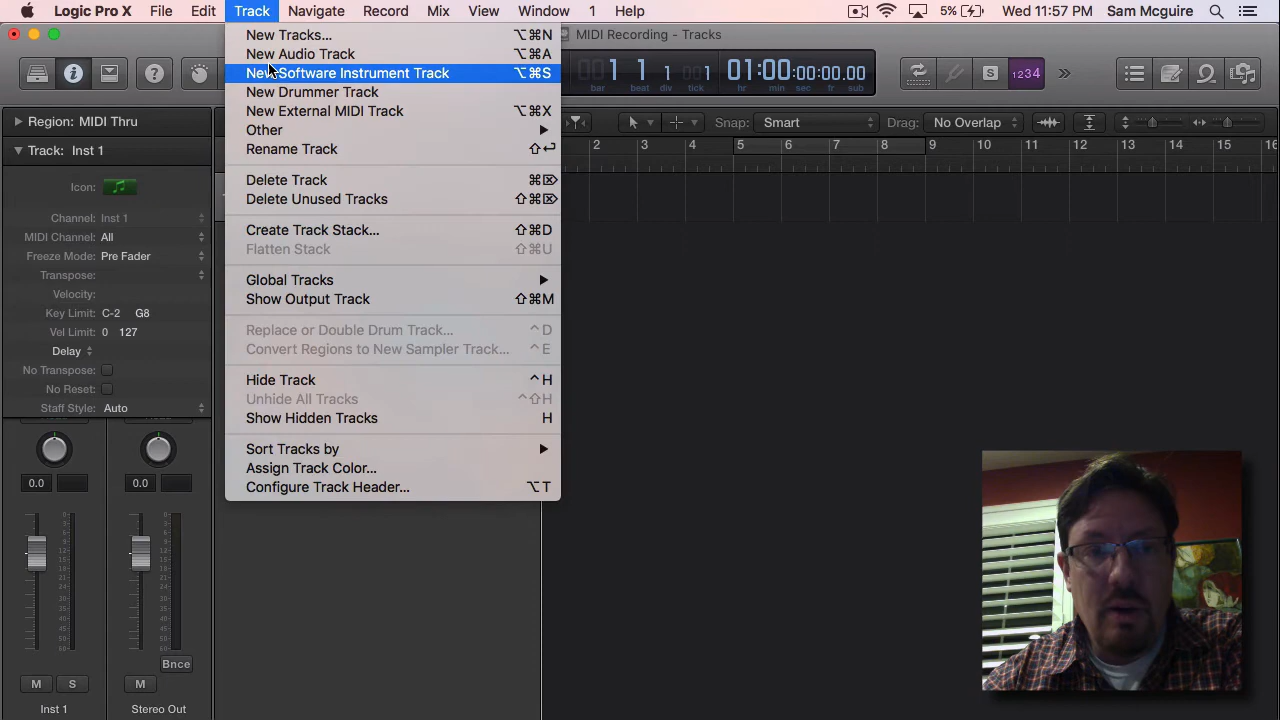 Logic Pro X File Edit Track Navigate Record Mix View Window 1 Help 5% Wed 11:57 PM Sam Mcguire
MIDI Recording - Tracks
1 1 1 1 01:00:00:00.00 S 1234
bar beat div tick hr min sec fr sub
Region: MIDI Thru
Track: Inst 1
Icon:
Channel: Inst 1
MIDI Channel: All
Freeze Mode: Pre Fader
Transpose:
Velocity:
Key Limit: C-2 G8
Vel Limit: 0 127
Delay
No Transpose:
No Reset:
Staff Style: Auto
New Tracks... ⌥⌘N
New Audio Track ⌥⌘A
New Software Instrument Track ⌥⌘S
New Drummer Track
New External MIDI Track ⌥⌘X
Other
Rename Track ⇧↩
Delete Track ⌘⌦
Delete Unused Tracks ⇧⌘⌦
Create Track Stack... ⇧⌘D
Flatten Stack ⇧⌘U
Global Tracks
Show Output Track ⇧⌘M
Replace or Double Drum Track... ^D
Convert Regions to New Sampler Track... ^E
Hide Track ^H
Unhide All Tracks ^⇧H
Show Hidden Tracks H
Sort Tracks by
Assign Track Color...
Configure Track Header... ⌥T
Snap: Smart Drag: No Overlap
2 3 4 5 6 7 8 9 10 11 12 13 14 15 16
0.0 0.0
Bnce
M S M
Inst 1 Stereo Out